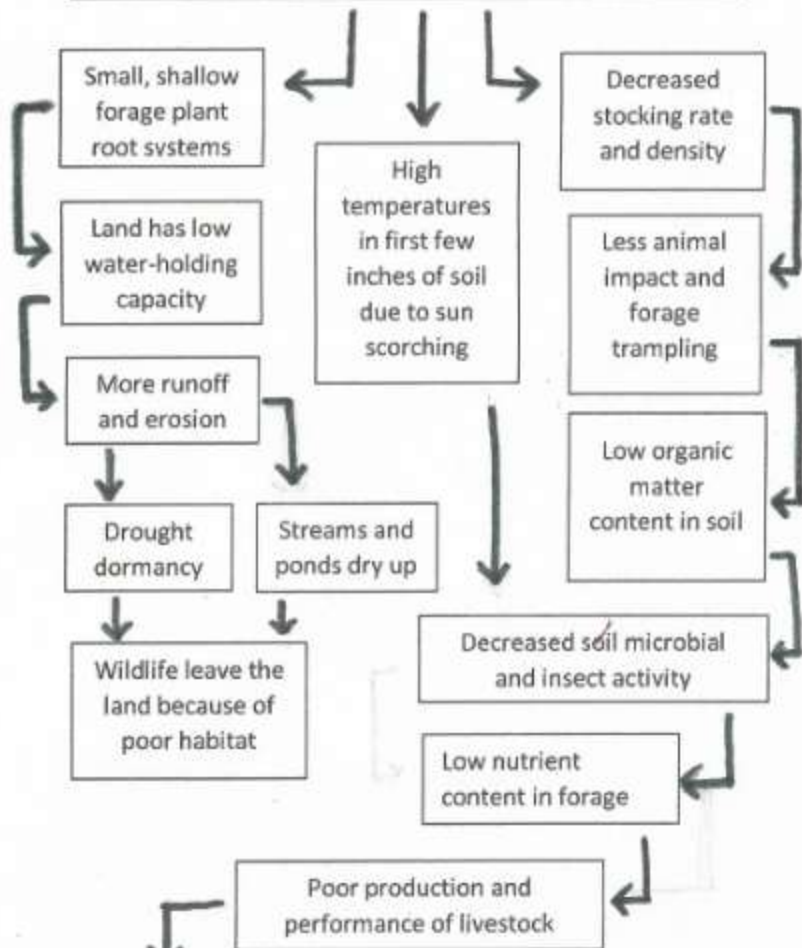 Small, shallow
forage plant
root systems
Land has low
water-holding
capacity
More runoff
and erosion
Drought
dormancy
Streams and
ponds dry up
Wildlife leave the
land because of
poor habitat
High
temperatures
in first few
inches of soil
due to sun
scorching
Decreased
stocking rate
and density
Less animal
impact and
forage
trampling
Low organic
matter
content in soil
Decreased soil microbial
and insect activity
Low nutrient
content in forage
Poor production and
performance of livestock